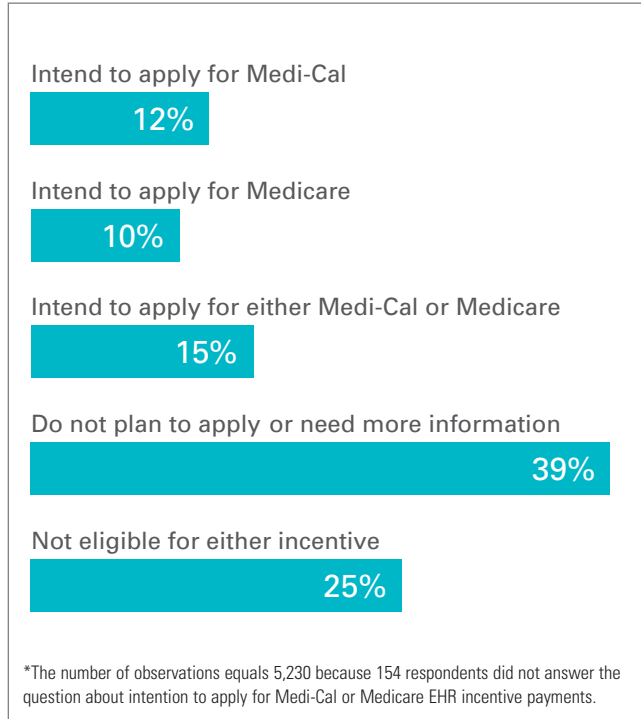 Intend to apply for Medi-Cal
12%
Intend to apply for Medicare
10%
Intend to apply for either Medi-Cal or Medicare
15%
Do not plan to apply or need more information
39%
Not eligible for either incentive
25%
*The number of observations equals 5,230 because 154 respondents did not answer the
question about intention to apply for Medi-Cal or Medicare EHR incentive payments.